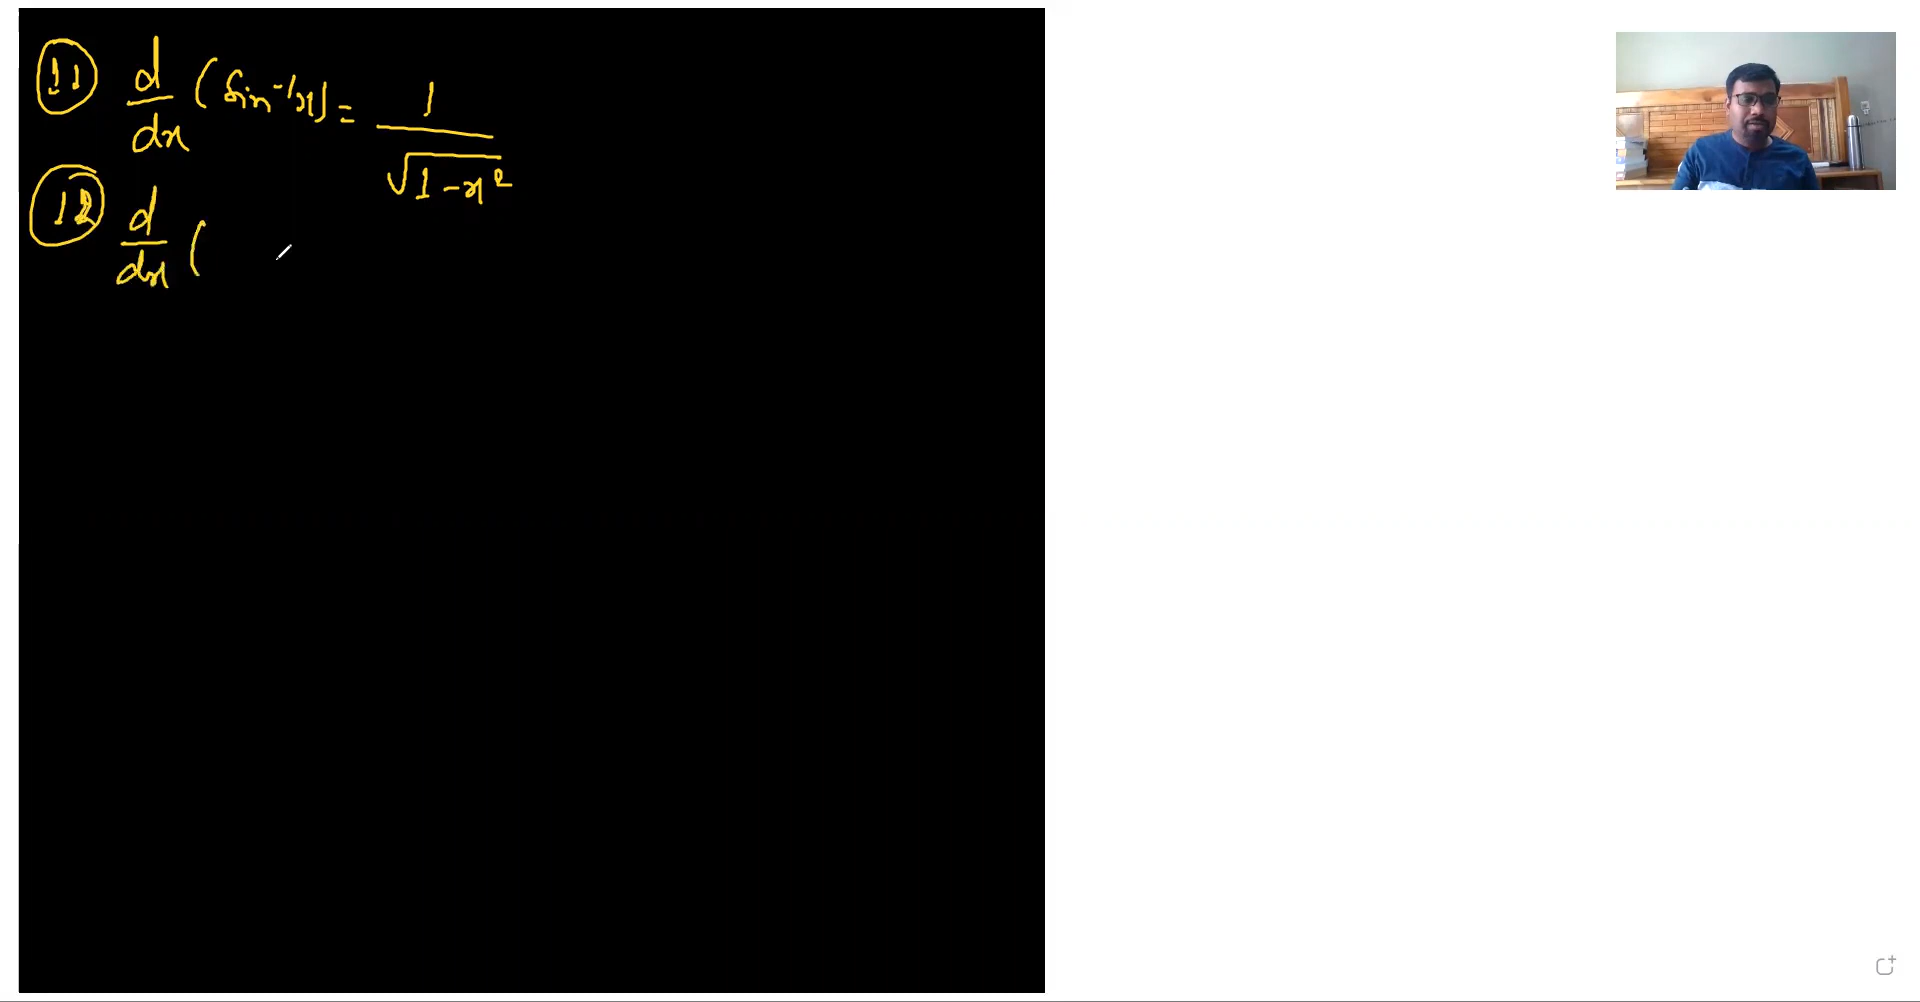 11 d/dx (sin⁻¹x) = 1/√1-x²
12 d/dx (